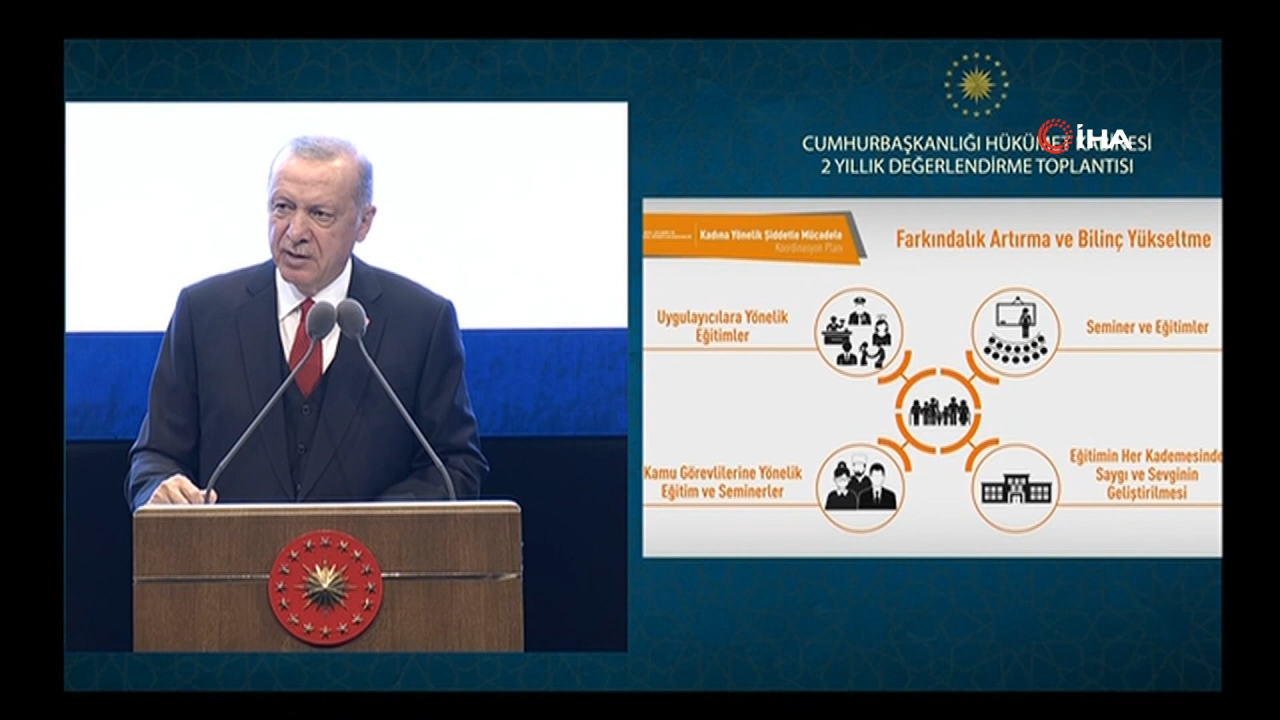 İHA
CUMHURBAŞKANLIĞI HÜKÜMET
2 YILLIK DEĞERLENDİRME TOPLANTISI
Kadına Yönelik Şiddetle Mücadele
Koordinasyon Planı
Farkındalık Artırma ve Bilinç Yükseltme
Uygulayıcılara Yönelik
Eğitimler
Seminer ve Eğitimler
Kamu Görevlilerine Yönelik
Eğitim ve Seminerler
Eğitimin Her Kademesinde
Saygı ve Sevginin
Geliştirilmesi